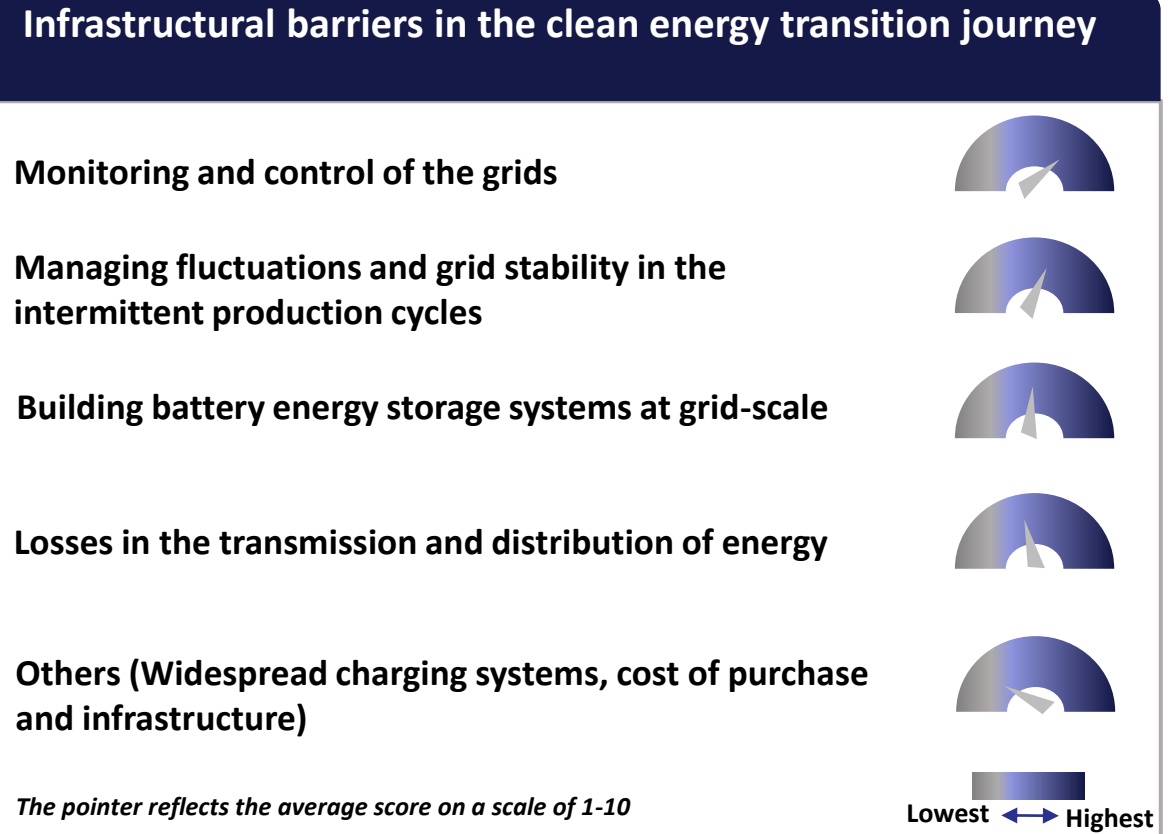 Infrastructural barriers in the clean energy transition journey
Monitoring and control of the grids
Managing fluctuations and grid stability in the
intermittent production cycles
Building battery energy storage systems at grid-scale
Losses in the transmission and distribution of energy
Others (Widespread charging systems, cost of purchase
and infrastructure)
The pointer reflects the average score on a scale of 1-10
Lowest Highest